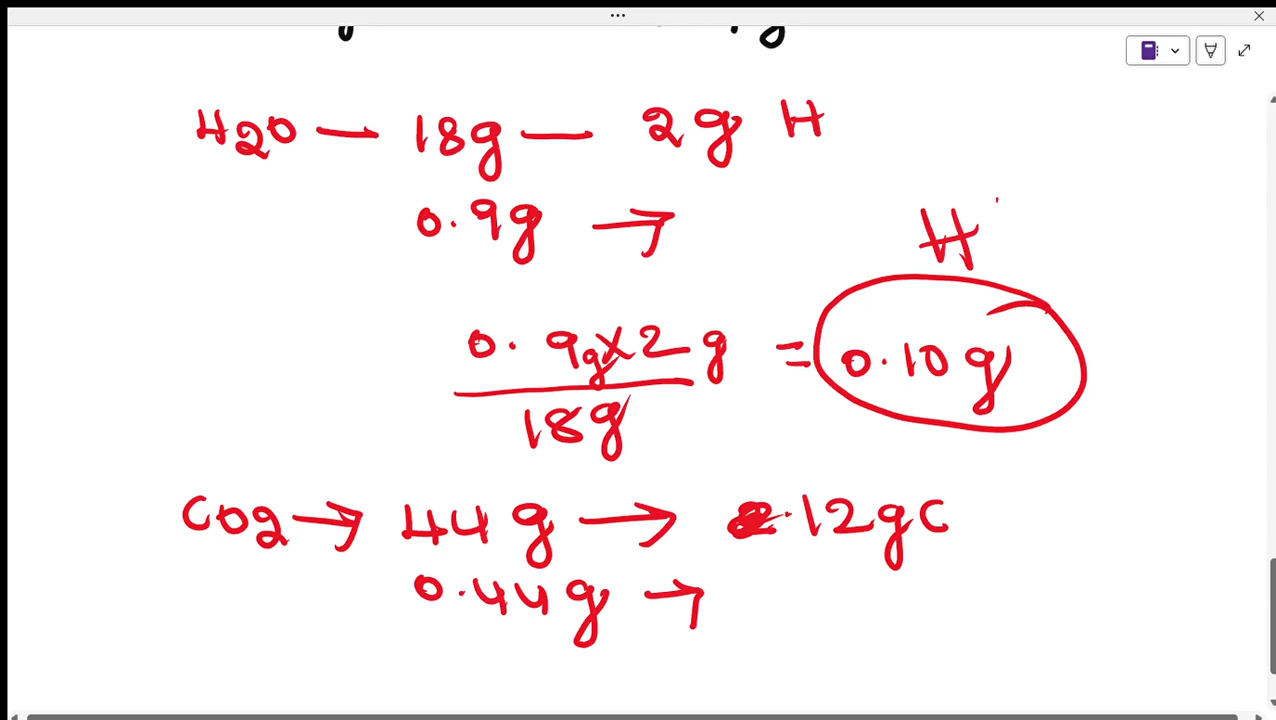 H2O — 18g — 2g H
0.9g →
H
0.9g x 2g = 0.10g
18g
CO2 → 44g → 12gC
0.44g →